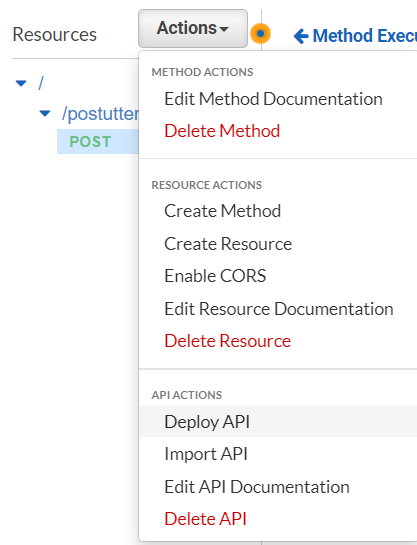 Resources
Actions
Method Execu
/
/postutter
POST
METHOD ACTIONS
Edit Method Documentation
Delete Method
RESOURCE ACTIONS
Create Method
Create Resource
Enable CORS
Edit Resource Documentation
Delete Resource
API ACTIONS
Deploy API
Import API
Edit API Documentation
Delete API